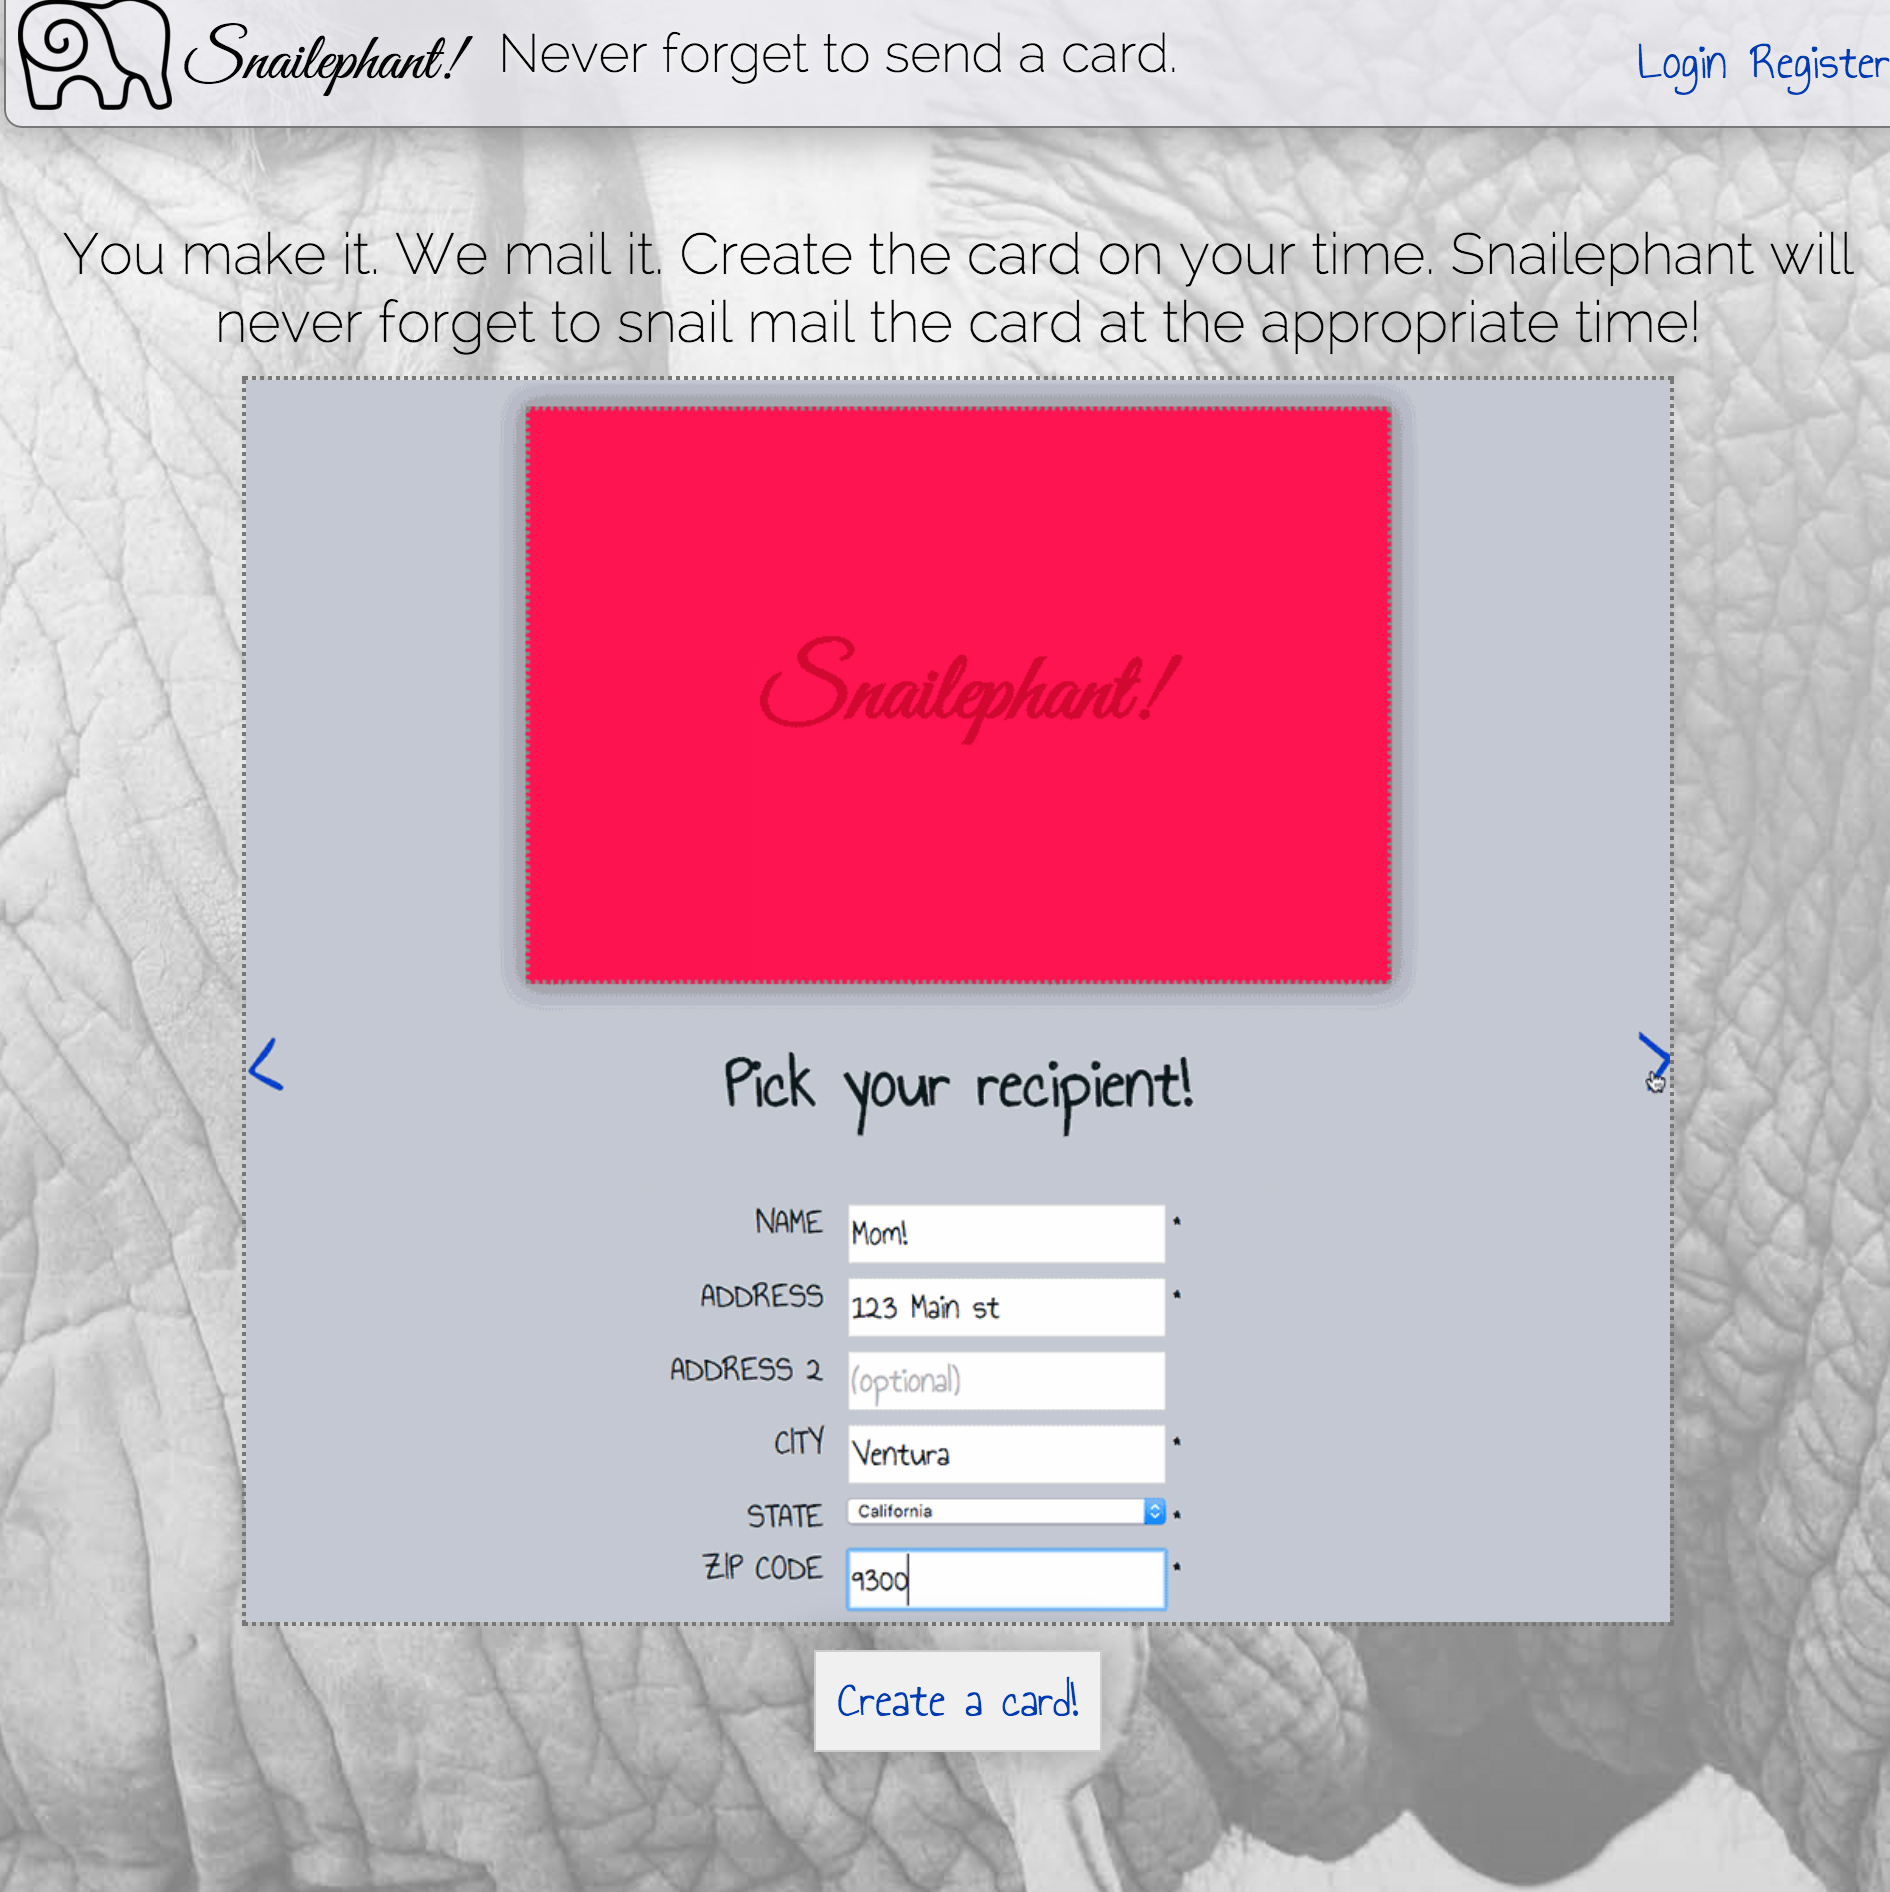 Snailephant! Never forget to send a card.
Login Register
You make it. We mail it. Create the card on your time. Snailephant will
never forget to snail mail the card at the appropriate time!
Snailephant!
<
>
Pick your recipient!
NAME Mom! *
ADDRESS 123 Main st *
ADDRESS 2 (optional)
CITY Ventura *
STATE California *
ZIP CODE 9300 *
Create a card!